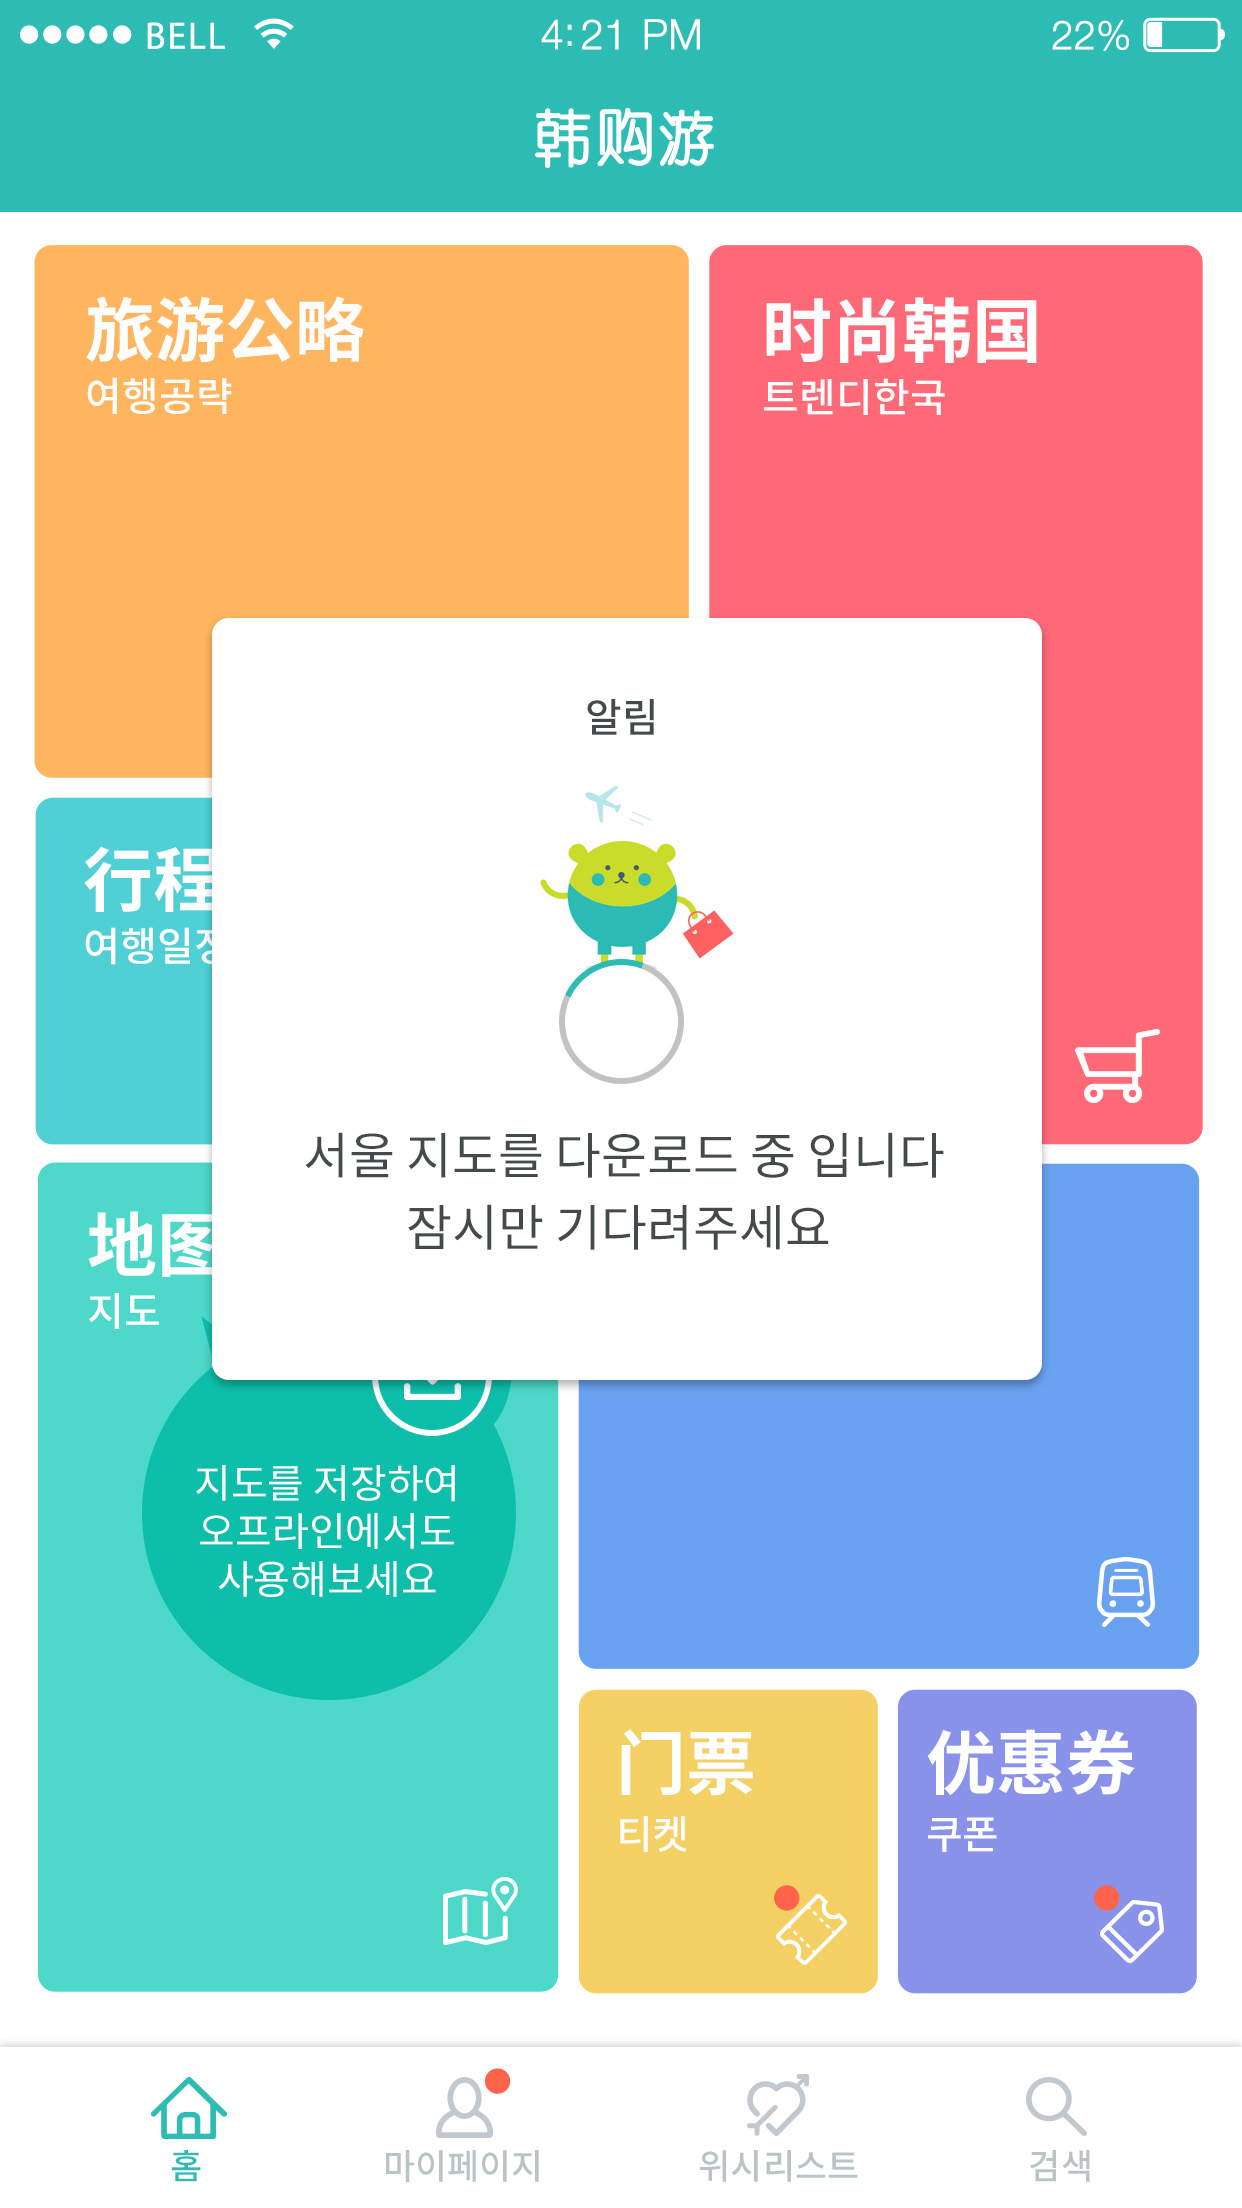 BELL 4:21 PM 22%
韩购游
旅游公略
여행공략
时尚韩国
트렌디한국
行程
여행일정
알림
서울 지도를 다운로드 중 입니다
잠시만 기다려주세요
地图
지도
지도를 저장하여
오프라인에서도
사용해보세요
门票
티켓
优惠券
쿠폰
홈 마이페이지 위시리스트 검색